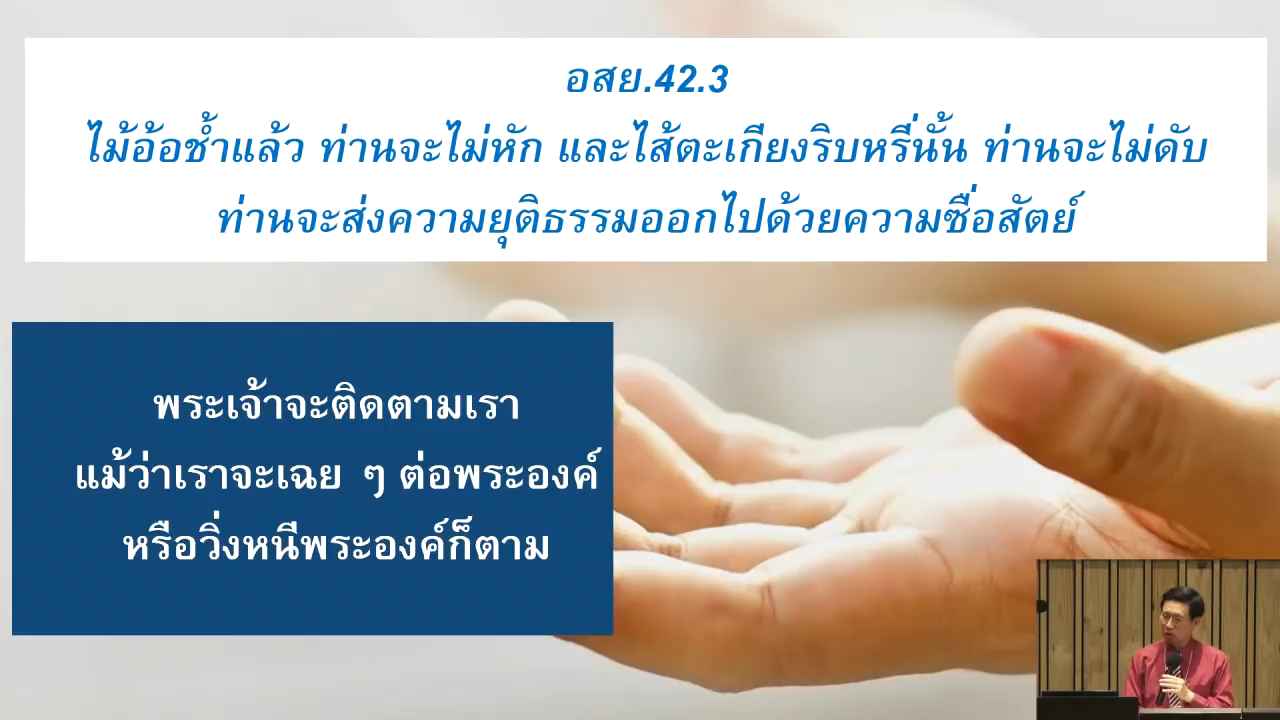 อสย.42.3
ไม้อ้อช้ำแล้ว ท่านจะไม่หัก และไส้ตะเกียงริบหรี่นั้น ท่านจะไม่ดับ
ท่านจะส่งความยุติธรรมออกไปด้วยความซื่อสัตย์
พระเจ้าจะติดตามเรา
แม้ว่าเราจะเฉย ๆ ต่อพระองค์
หรือวิ่งหนีพระองค์ก็ตาม